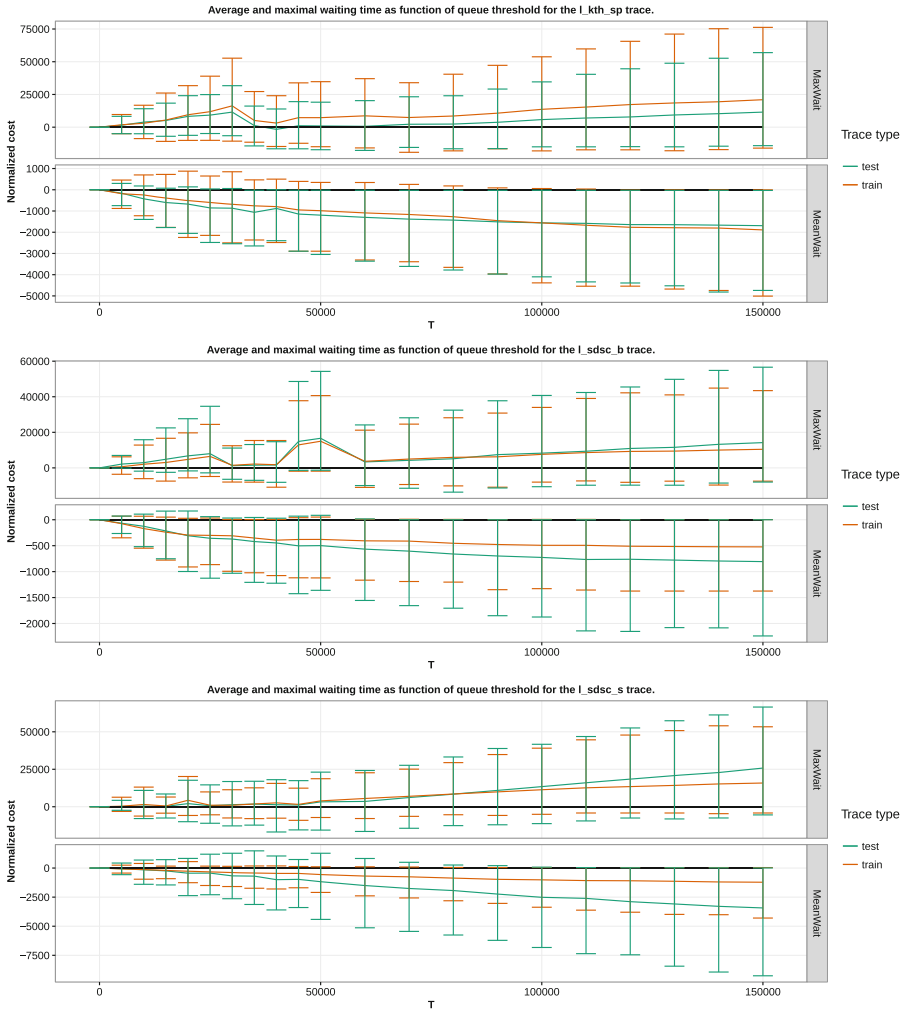 Average and maximal waiting time as function of queue threshold for the l_kth_sp trace.
75000
50000
25000
0
MaxWait
1000
0
−1000
−2000
−3000
−4000
−5000
MeanWait
Normalized cost
0
50000
100000
150000
T
Trace type
test
train
Average and maximal waiting time as function of queue threshold for the l_sdsc_b trace.
60000
40000
20000
0
MaxWait
0
−500
−1000
−1500
−2000
MeanWait
Normalized cost
0
50000
100000
150000
T
Trace type
test
train
Average and maximal waiting time as function of queue threshold for the l_sdsc_s trace.
50000
25000
0
MaxWait
0
−2500
−5000
−7500
MeanWait
Normalized cost
0
50000
100000
150000
T
Trace type
test
train